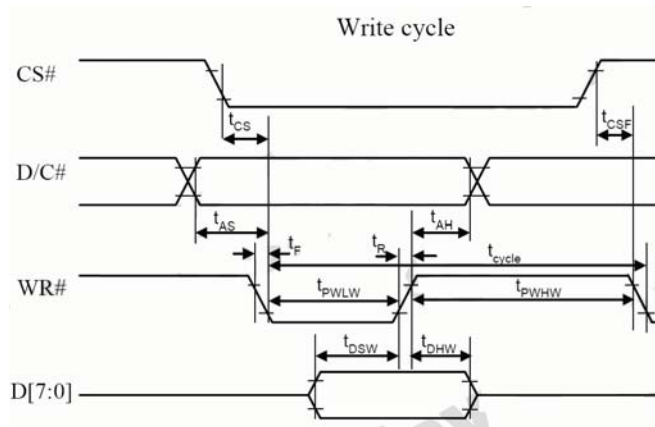 Write cycle
CS#
tCS
tCSF
D/C#
tAS
tAH
tF
tR
tcycle
WR#
tPWLW
tPWHW
tDSW
tDHW
D[7:0]